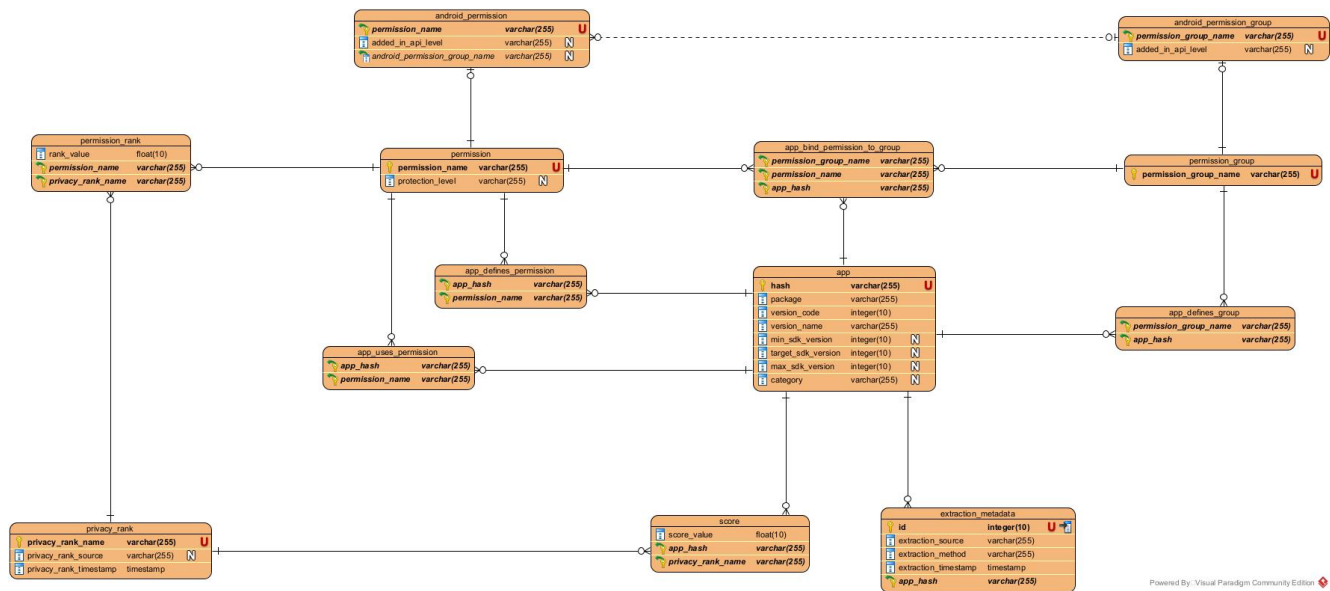 android_permission
permission_name varchar(255) U
added_in_api_level varchar(255) N
android_permission_group_name varchar(255) N
android_permission_group
permission_group_name varchar(255) U
added_in_api_level varchar(255) N
permission_rank
rank_value float(10)
permission_name varchar(255)
privacy_rank_name varchar(255)
permission
permission_name varchar(255) U
protection_level varchar(255) N
app_bind_permission_to_group
permission_group_name varchar(255)
permission_name varchar(255)
app_hash varchar(255)
permission_group
permission_group_name varchar(255) U
app_defines_permission
app_hash varchar(255)
permission_name varchar(255)
app
hash varchar(255) U
package varchar(255)
version_code integer(10)
version_name varchar(255)
min_sdk_version integer(10) N
target_sdk_version integer(10) N
max_sdk_version integer(10) N
category varchar(255) N
app_defines_group
permission_group_name varchar(255)
app_hash varchar(255)
app_uses_permission
app_hash varchar(255)
permission_name varchar(255)
privacy_rank
privacy_rank_name varchar(255) U
privacy_rank_source varchar(255) N
privacy_rank_timestamp timestamp
score
score_value float(10)
app_hash varchar(255)
privacy_rank_name varchar(255)
extraction_metadata
id integer(10) U
extraction_source varchar(255)
extraction_method varchar(255)
extraction_timestamp timestamp
app_hash varchar(255)
Powered By: Visual Paradigm Community Edition